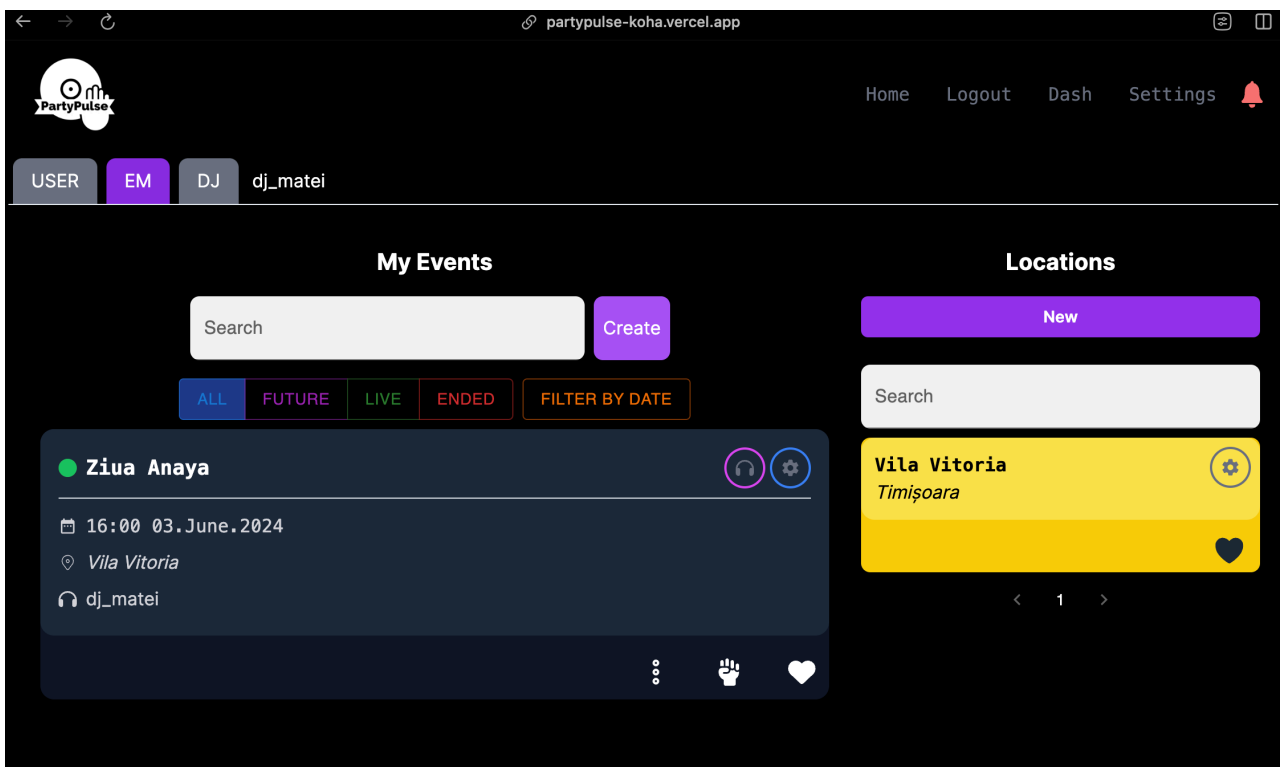 partypulse-koha.vercel.app
PartyPulse
Home Logout Dash Settings
USER EM DJ dj_matei
My Events
Search Create
ALL FUTURE LIVE ENDED FILTER BY DATE
Ziua Anaya
16:00 03.June.2024
Vila Vitoria
dj_matei
Locations
New
Search
Vila Vitoria
Timișoara
1